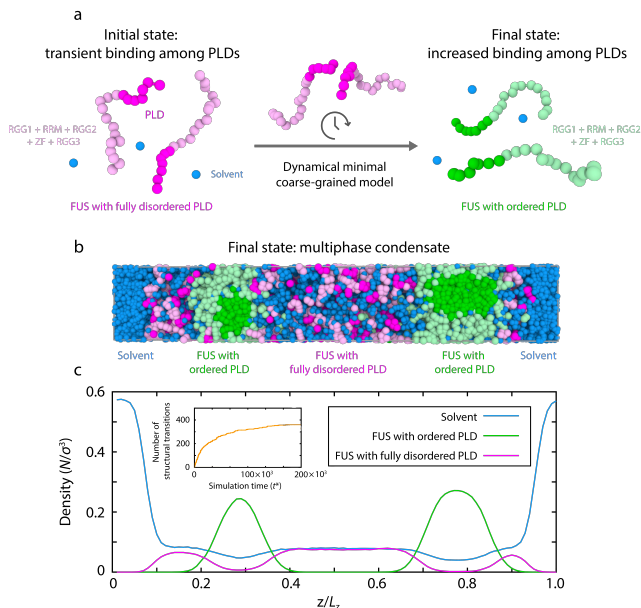 a
Initial state:
transient binding among PLDs
Final state:
increased binding among PLDs
PLD
RGG1 + RRM + RGG2
+ ZF + RGG3
Solvent
FUS with fully disordered PLD
Dynamical minimal
coarse-grained model
RGG1 + RRM + RGG2
+ ZF + RGG3
FUS with ordered PLD
b
Final state: multiphase condensate
Solvent
FUS with
ordered PLD
FUS with
fully disordered PLD
FUS with
ordered PLD
Solvent
c
Density (N/σ³)
0.6
0.4
0.2
0
Number of
structural transitions
400
200
0
0
100×10³
200×10³
Simulation time (t*)
Solvent
FUS with ordered PLD
FUS with fully disordered PLD
0
0.2
0.4
0.6
0.8
1.0
z/Lz